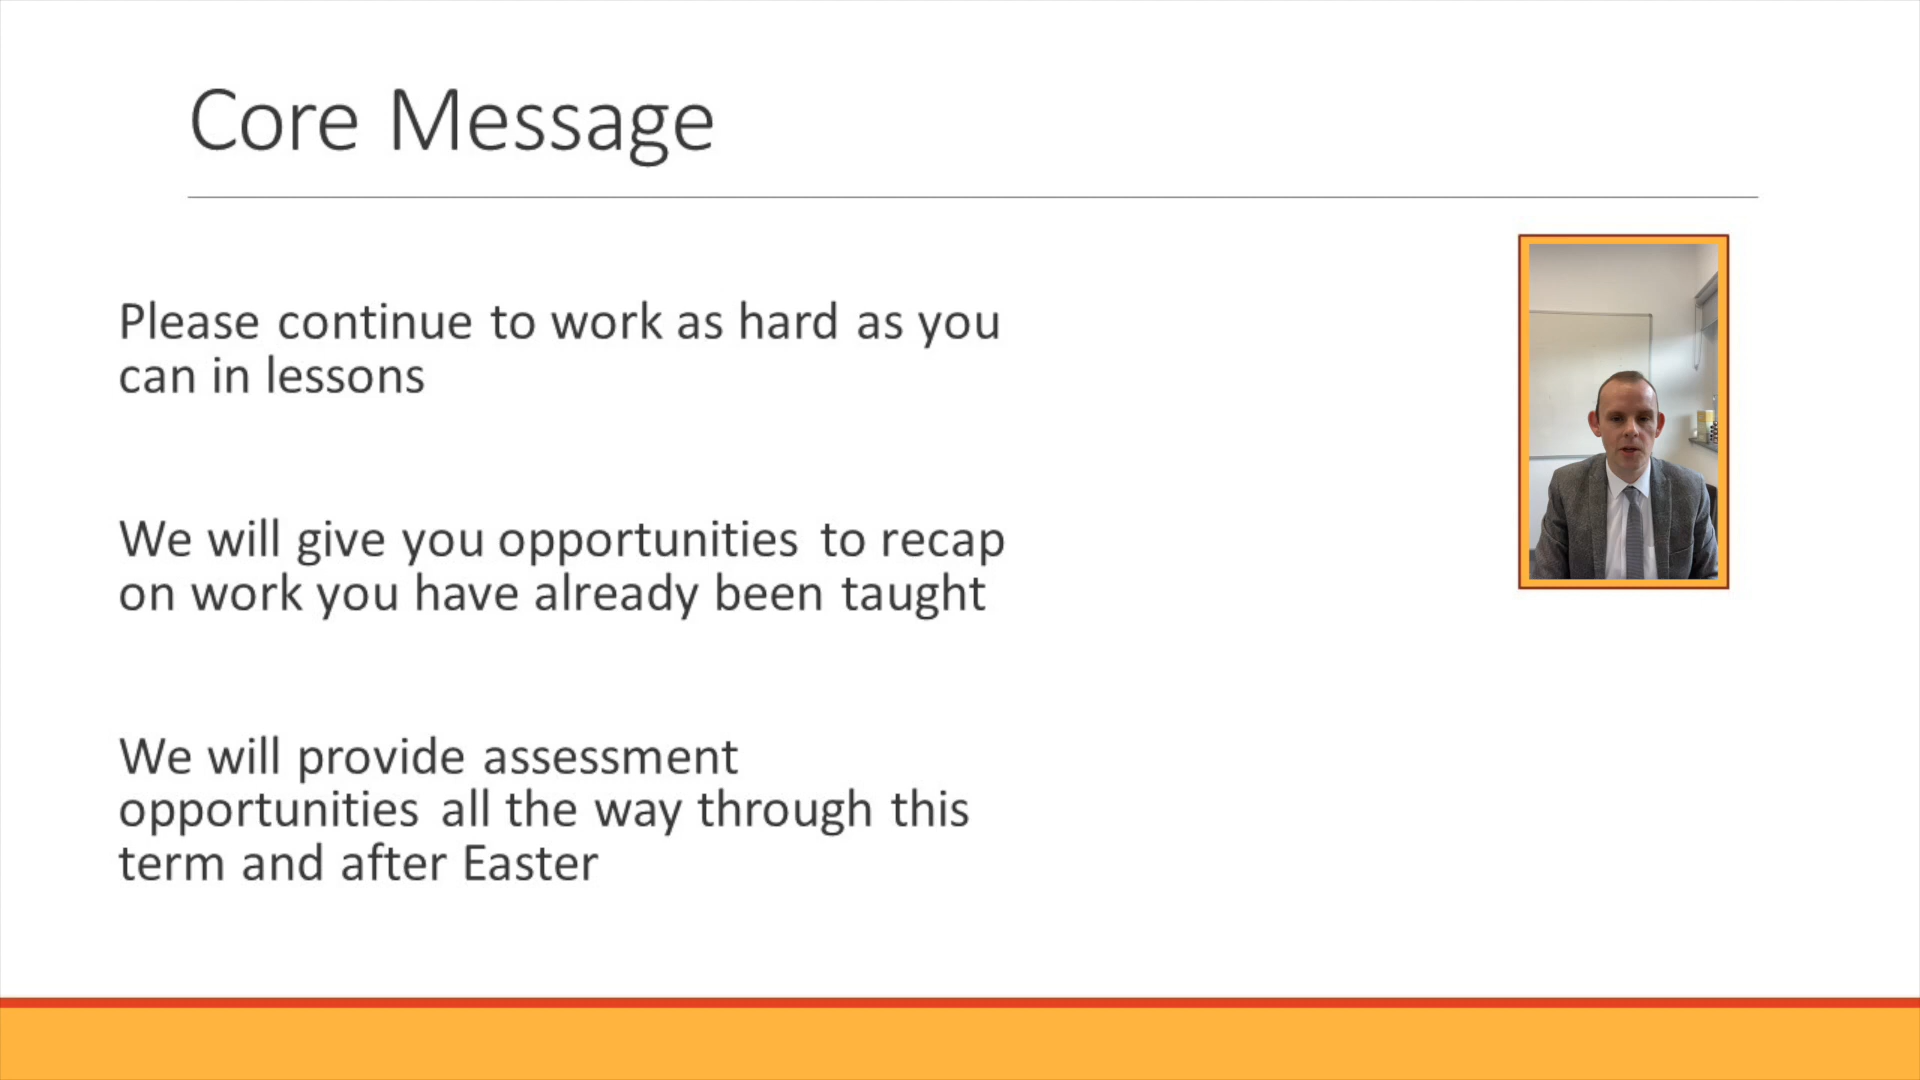 Core Message
Please continue to work as hard as you
can in lessons
We will give you opportunities to recap
on work you have already been taught
We will provide assessment
opportunities all the way through this
term and after Easter